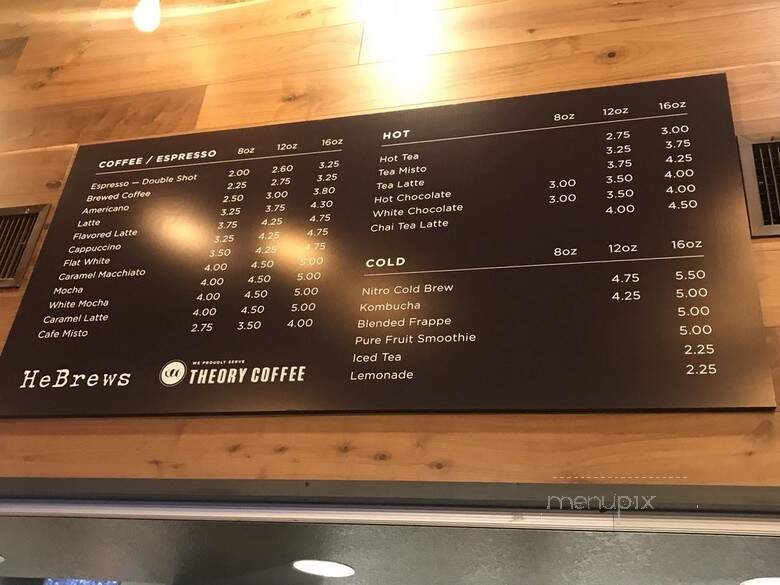 COFFEE / ESPRESSO 8oz 12oz 16oz
Espresso — Double Shot 2.00 2.60 3.25
Brewed Coffee 2.25 2.75 3.25
Americano 2.50 3.00 3.80
Latte 3.25 3.75 4.30
Flavored Latte 3.75 4.25 4.75
Cappuccino 3.25 4.25 4.75
Flat White 3.50 4.25 4.75
Caramel Macchiato 4.00 4.50 5.00
Mocha 4.00 4.50 5.00
White Mocha 4.00 4.50 5.00
Caramel Latte 4.00 4.50 5.00
Cafe Misto 2.75 3.50 4.00
HeBrews
WE PROUDLY SERVE
THEORY COFFEE
HOT 8oz 12oz 16oz
Hot Tea 2.75 3.00
Tea Misto 3.25 3.75
Tea Latte 3.75 4.25
Hot Chocolate 3.00 3.50 4.00
White Chocolate 3.00 3.50 4.00
Chai Tea Latte 4.00 4.50
COLD 8oz 12oz 16oz
Nitro Cold Brew 4.75 5.50
Kombucha 4.25 5.00
Blended Frappe 5.00
Pure Fruit Smoothie 5.00
Iced Tea 2.25
Lemonade 2.25
menupix